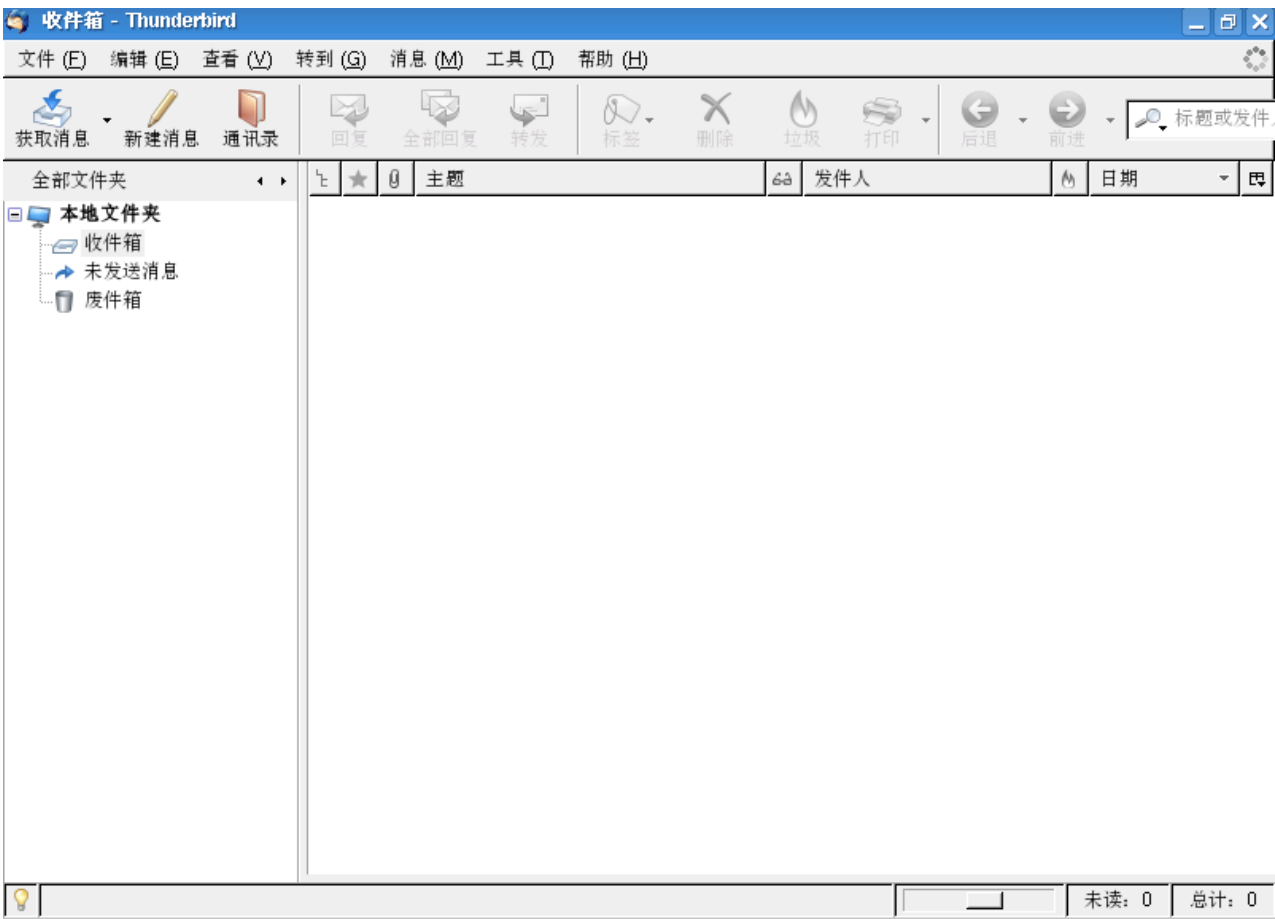 收件箱 - Thunderbird
文件 (F) 编辑 (E) 查看 (V) 转到 (G) 消息 (M) 工具 (T) 帮助 (H)
获取消息 新建消息 通讯录 回复 全部回复 转发 标签 删除 垃圾 打印 后退 前进 标题或发件
全部文件夹 主题 发件人 日期
本地文件夹
收件箱
未发送消息
废件箱
未读: 0 总计: 0